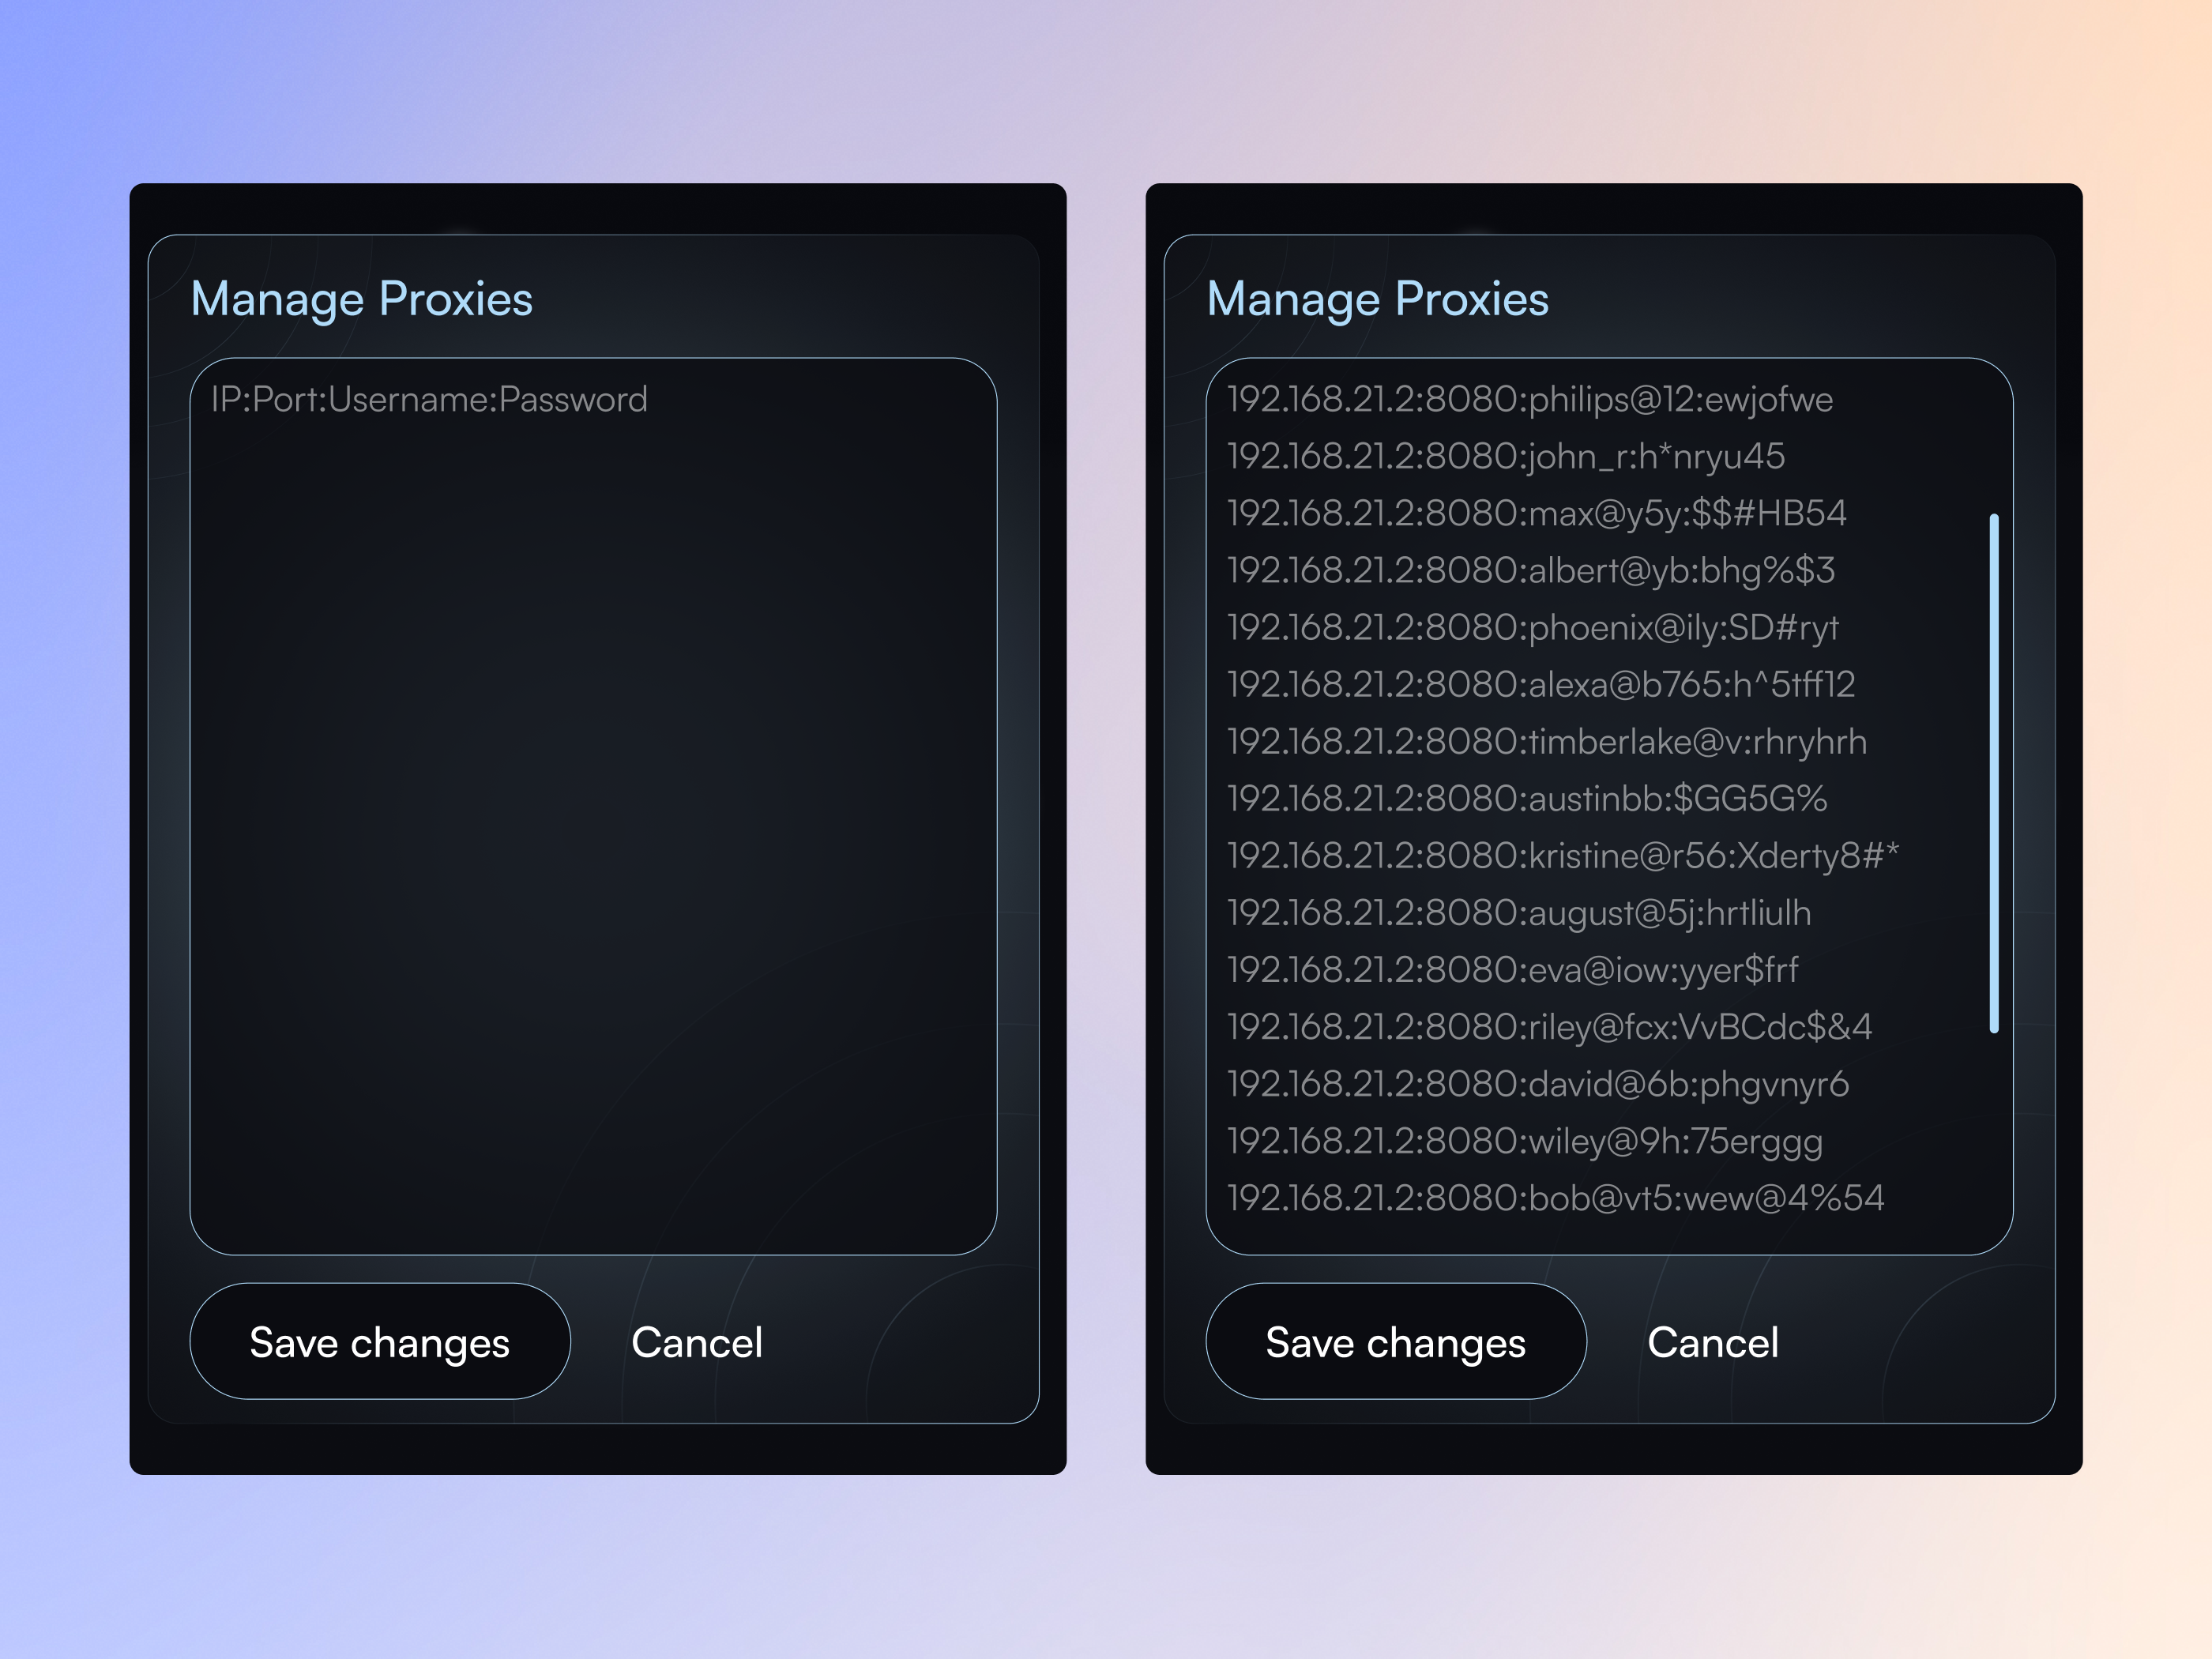 Manage Proxies
IP:Port:Username:Password
Save changes
Cancel
Manage Proxies
192.168.21.2:8080:philips@12:ewjofwe
192.168.21.2:8080:john_r:h*nryu45
192.168.21.2:8080:max@y5y:$$#HB54
192.168.21.2:8080:albert@yb:bhg%$3
192.168.21.2:8080:phoenix@ily:SD#ryt
192.168.21.2:8080:alexa@b765:h^5tff12
192.168.21.2:8080:timberlake@v:rhryhrh
192.168.21.2:8080:austinbb:$GG5G%
192.168.21.2:8080:kristine@r56:Xderty8#*
192.168.21.2:8080:august@5j:hrtliulh
192.168.21.2:8080:eva@iow:yyer$frf
192.168.21.2:8080:riley@fcx:VvBCdc$&4
192.168.21.2:8080:david@6b:phgvnyr6
192.168.21.2:8080:wiley@9h:75erggg
192.168.21.2:8080:bob@vt5:wew@4%54
Save changes
Cancel